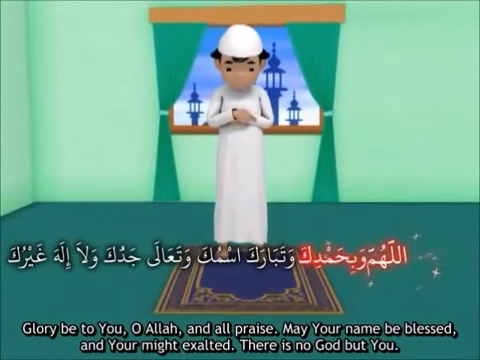 اللّهُمّ وَبِحَمْدِكَ وَتَبَارَكَ اسْمُكَ وَتَعَالَى جَدُّكَ وَلاَ إِلَهَ غَيْرُكَ
Glory be to You, O Allah, and all praise. May Your name be blessed,
and Your might exalted. There is no God but You.